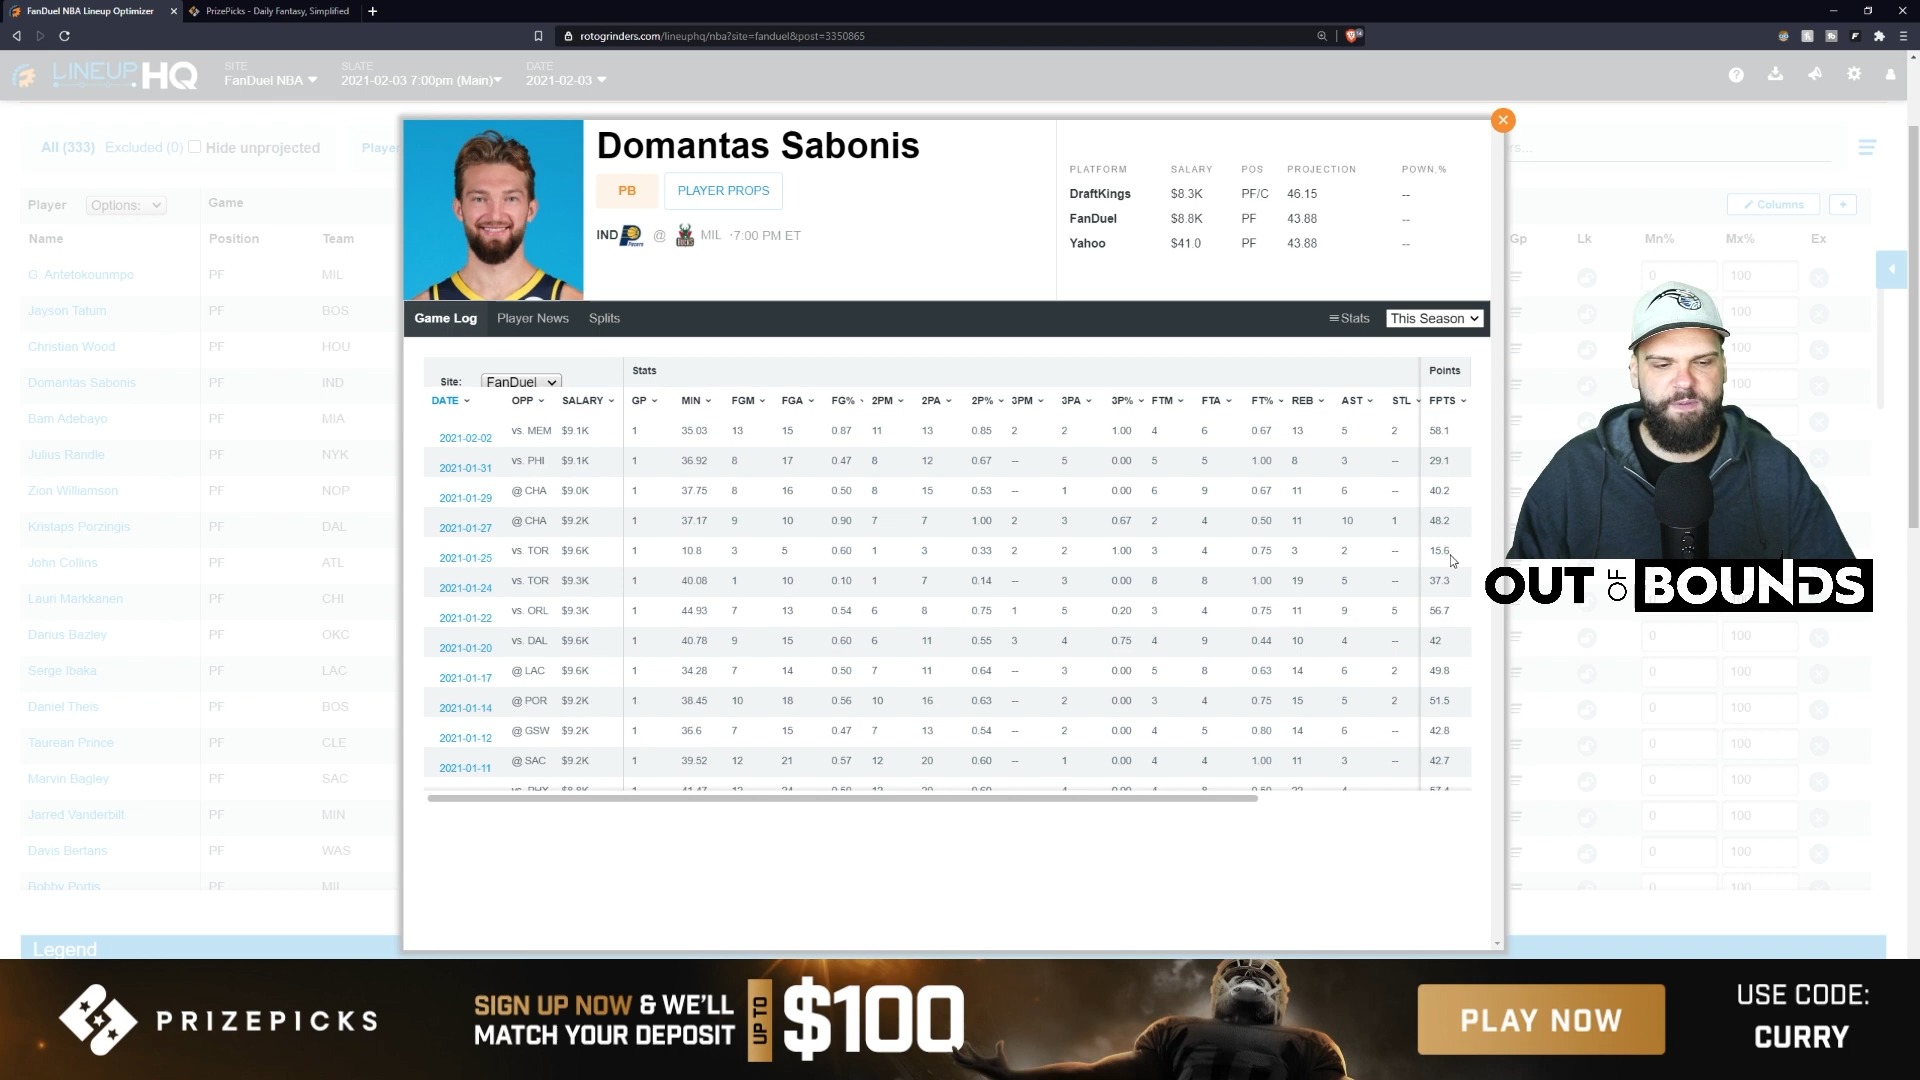 FanDuel NBA Lineup Optimizer
PrizePicks - Daily Fantasy, Simplified
rotogrinders.com/lineuphq/nba?site=fanduel&post=3350865
LINEUPHQ
SITE
FanDuel NBA
SLATE
2021-02-03 7:00pm (Main)
DATE
2021-02-03
All (333) Excluded (0) Hide unprojected
Player Options:
Game
Name Position Team
G. Antetokounmpo PF MIL
Jayson Tatum PF BOS
Christian Wood PF HOU
Domantas Sabonis PF IND
Bam Adebayo PF MIA
Julius Randle PF NYK
Zion Williamson PF NOP
Kristaps Porzingis PF DAL
John Collins PF ATL
Lauri Markkanen PF CHI
Darius Bazley PF OKC
Serge Ibaka PF LAC
Daniel Theis PF BOS
Taurean Prince PF CLE
Marvin Bagley PF SAC
Jarred Vanderbilt PF MIN
Davis Bertans PF WAS
Bobby Portis PF MIL
Legend
Domantas Sabonis
PB PLAYER PROPS
IND @ MIL ·7:00 PM ET
PLATFORM SALARY POS PROJECTION POWN,%
DraftKings $8.3K PF/C 46.15 --
FanDuel $8.8K PF 43.88 --
Yahoo $41.0 PF 43.88 --
Game Log Player News Splits Stats This Season
Site: FanDuel Stats Points
DATE OPP SALARY GP MIN FGM FGA FG% 2PM 2PA 2P% 3PM 3PA 3P% FTM FTA FT% REB AST STL FPTS
2021-02-02 vs. MEM $9.1K 1 35.03 13 15 0.87 11 13 0.85 2 2 1.00 4 6 0.67 13 5 2 58.1
2021-01-31 vs. PHI $9.1K 1 36.92 8 17 0.47 8 12 0.67 -- 5 0.00 5 5 1.00 8 3 -- 29.1
2021-01-29 @ CHA $9.0K 1 37.75 8 16 0.50 8 15 0.53 -- 1 0.00 6 9 0.67 11 6 -- 40.2
2021-01-27 @ CHA $9.2K 1 37.17 9 10 0.90 7 7 1.00 2 3 0.67 2 4 0.50 11 10 1 48.2
2021-01-25 vs. TOR $9.6K 1 10.8 3 5 0.60 1 3 0.33 2 2 1.00 3 4 0.75 3 2 -- 15.6
2021-01-24 vs. TOR $9.3K 1 40.08 1 10 0.10 1 7 0.14 -- 3 0.00 8 8 1.00 19 5 -- 37.3
2021-01-22 vs. ORL $9.3K 1 44.93 7 13 0.54 6 8 0.75 1 5 0.20 3 4 0.75 11 9 5 56.7
2021-01-20 vs. DAL $9.6K 1 40.78 9 15 0.60 6 11 0.55 3 4 0.75 4 9 0.44 10 4 -- 42
2021-01-17 @ LAC $9.6K 1 34.28 7 14 0.50 7 11 0.64 -- 3 0.00 5 8 0.63 14 6 2 49.8
2021-01-14 @ POR $9.2K 1 38.45 10 18 0.56 10 16 0.63 -- 2 0.00 3 4 0.75 15 5 2 51.5
2021-01-12 @ GSW $9.2K 1 36.6 7 15 0.47 7 13 0.54 -- 2 0.00 4 5 0.80 14 6 -- 42.8
2021-01-11 @ SAC $9.2K 1 39.52 12 21 0.57 12 20 0.60 -- 1 0.00 4 4 1.00 11 3 -- 42.7
Columns +
Gp Lk Mn% Mx% Ex
0 100
100
100
100
0 100
0 100
0 100
0 100
0 100
0 100
0 100
0 100
OUT OF BOUNDS
PRIZEPICKS
SIGN UP NOW & WE'LL
MATCH YOUR DEPOSIT
UP TO
$100
PLAY NOW
USE CODE:
CURRY